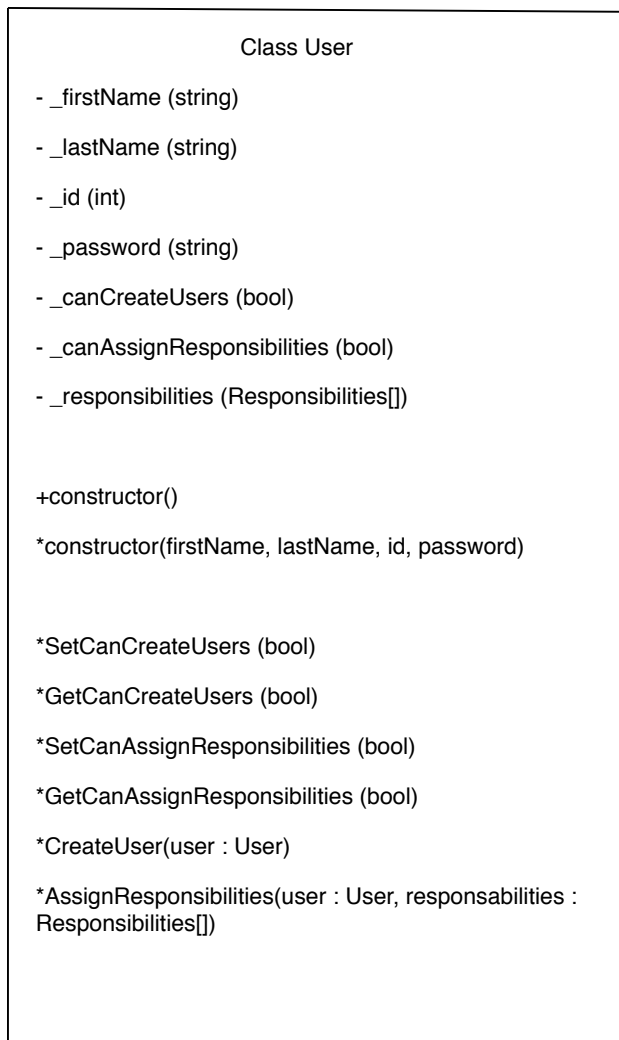 Class User
- _firstName (string)
- _lastName (string)
- _id (int)
- _password (string)
- _canCreateUsers (bool)
- _canAssignResponsibilities (bool)
- _responsibilities (Responsibilities[])
+constructor()
*constructor(firstName, lastName, id, password)
*SetCanCreateUsers (bool)
*GetCanCreateUsers (bool)
*SetCanAssignResponsibilities (bool)
*GetCanAssignResponsibilities (bool)
*CreateUser(user : User)
*AssignResponsibilities(user : User, responsabilities :
Responsibilities[])